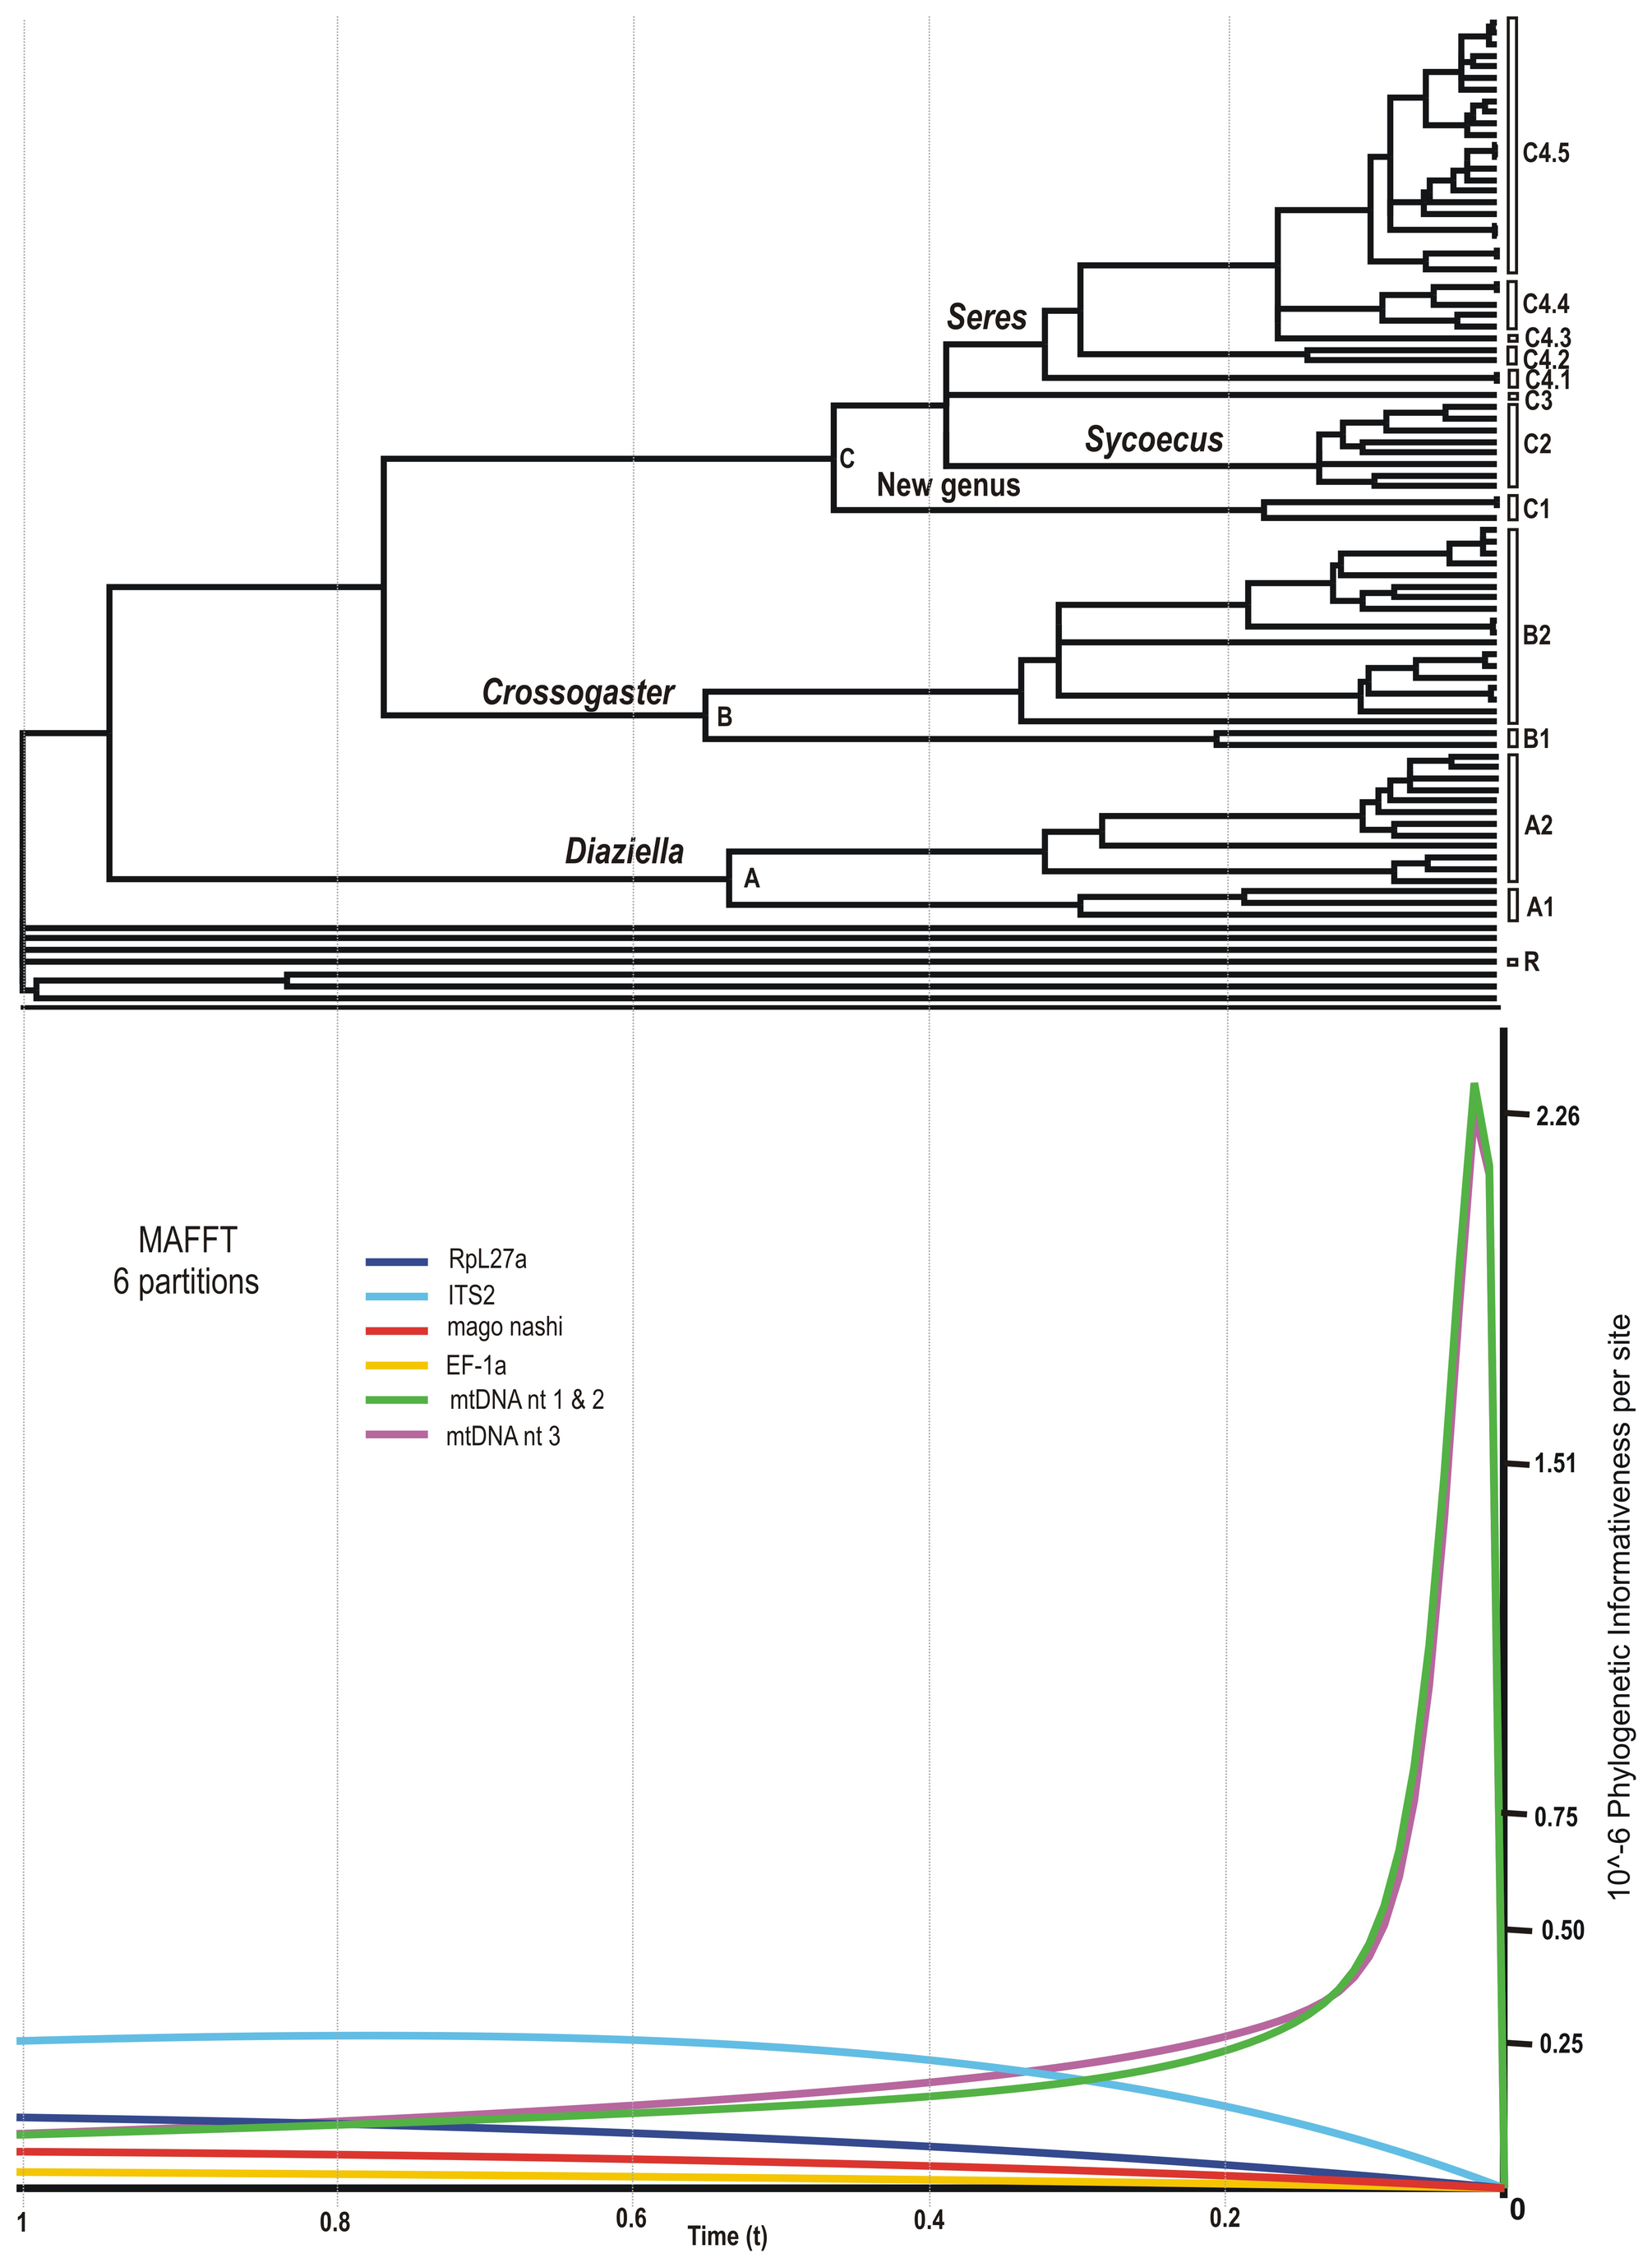 C4.5
Seres
C4.4
C4.3
C4.2
C4.1
C3
Sycoecus
C2
C
New genus
C1
B2
Crossogaster
B
B1
Diaziella
A2
A
A1
R
2.26
MAFFT
6 partitions
RpL27a
ITS2
mago nashi
EF-1a
mtDNA nt 1 & 2
mtDNA nt 3
1.51
0.75
0.50
0.25
10^-6 Phylogenetic Informativeness per site
1
0.8
0.6
0.4
0.2
0
Time (t)